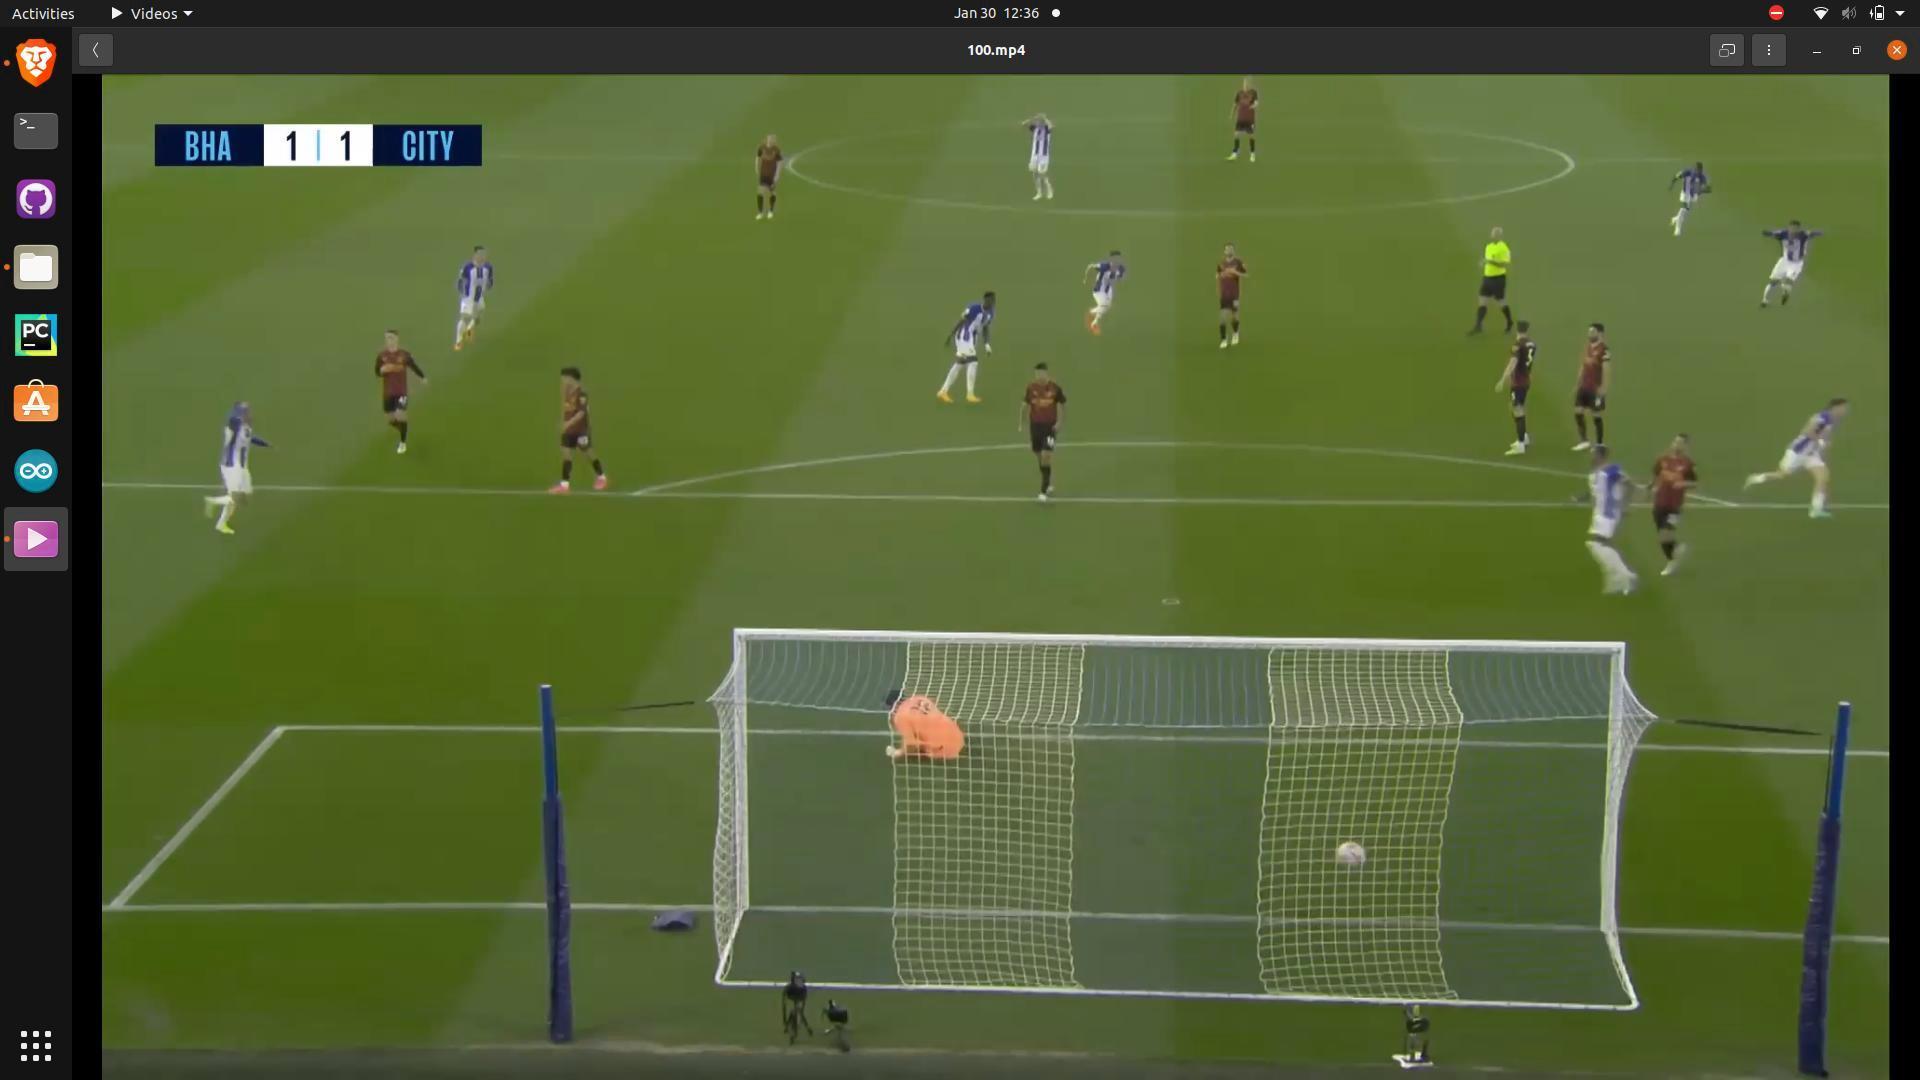 Activities
Videos
Jan 30 12:36
100.mp4
BHA 1 | 1 CITY
>_
PC